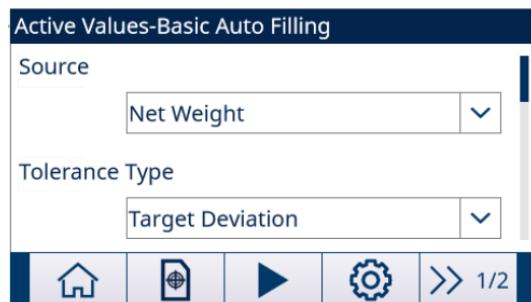 Active Values-Basic Auto Filling
Source
Net Weight
Tolerance Type
Target Deviation
1/2